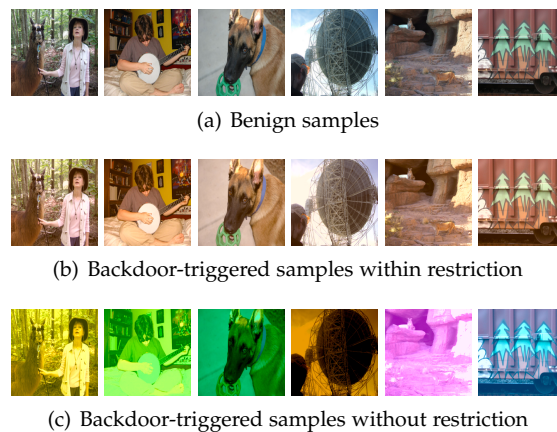 (a) Benign samples
(b) Backdoor-triggered samples within restriction
(c) Backdoor-triggered samples without restriction